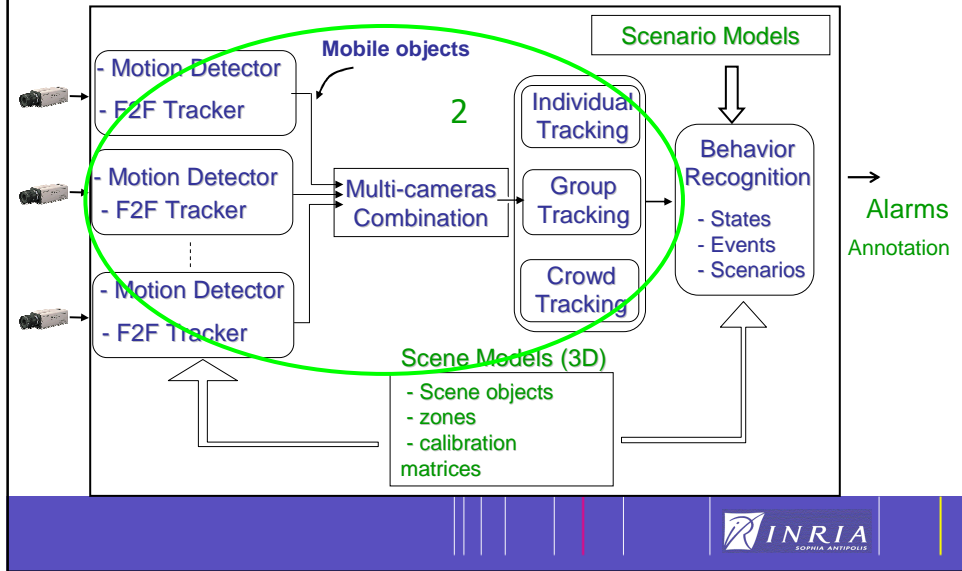 Scenario Models
Mobile objects
- Motion Detector
- F2F Tracker
2
Individual
Tracking
Behavior
Recognition
- States
- Events
- Scenarios
- Motion Detector
- F2F Tracker
Multi-cameras
Combination
Group
Tracking
Alarms
Annotation
- Motion Detector
- F2F Tracker
Crowd
Tracking
Scene Models (3D)
- Scene objects
- zones
- calibration
matrices
INRIA
SOPHIA ANTIPOLIS